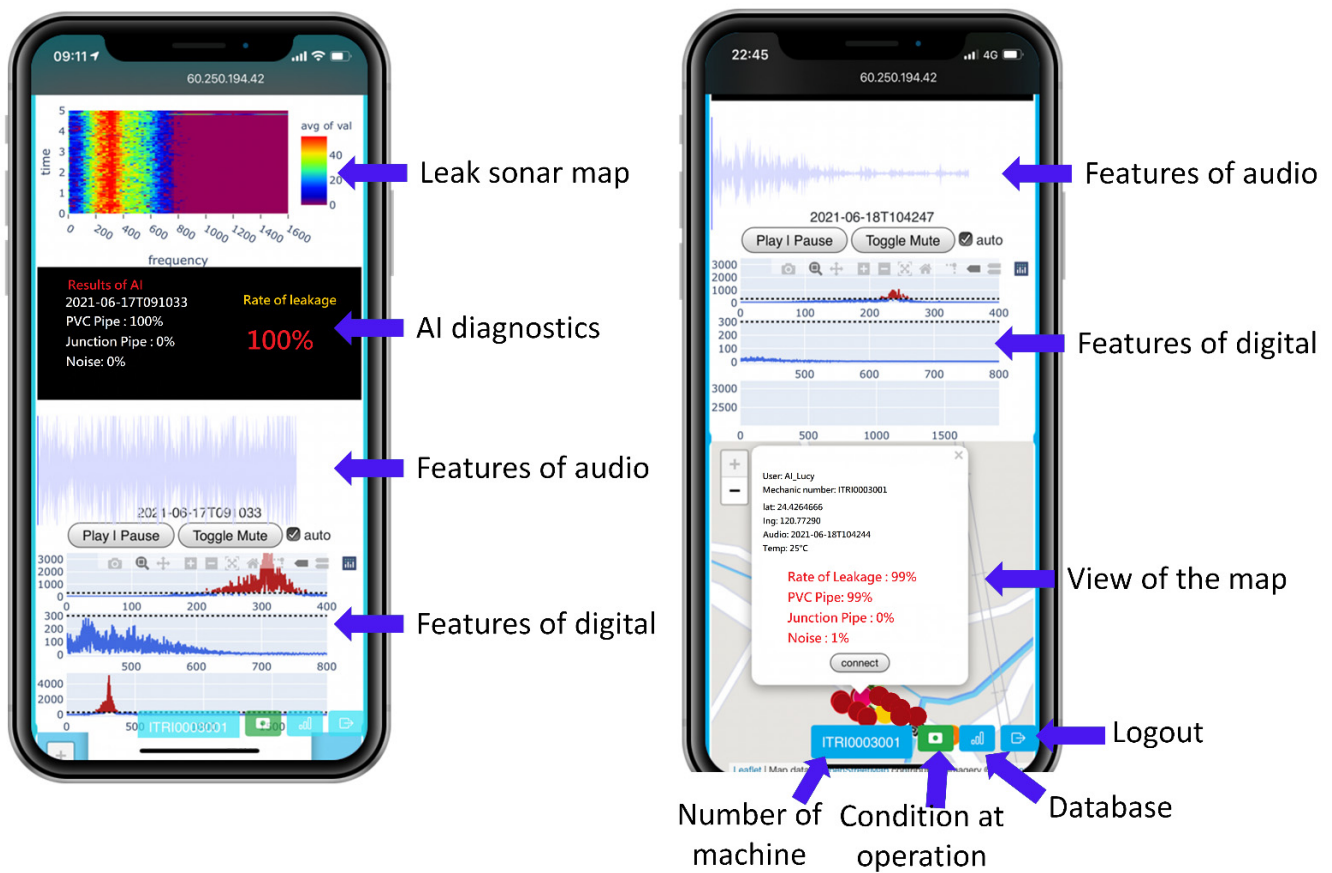 09:11
60.250.194.42
5
4
3
2
1
0
time
0
200
400
600
800
1000
1200
1400
1600
frequency
avg of val
40
20
0
Leak sonar map
Results of AI
2021-06-17T091033
PVC Pipe : 100%
Junction Pipe : 0%
Noise: 0%
Rate of leakage
100%
AI diagnostics
Features of audio
2021-06-17T091033
Play I Pause
Toggle Mute
auto
3000
2000
1000
0
0
100
200
300
400
300
200
100
0
500
600
700
800
Features of digital
4000
2000
0
0
500
ITRI0003001
1500
+
22:45
4G
60.250.194.42
Features of audio
2021-06-18T104247
Play I Pause
Toggle Mute
auto
3000
2000
1000
0
0
100
200
300
400
300
200
100
0
500
600
700
800
Features of digital
3000
2500
0
500
1000
1500
+
−
×
User: AI_Lucy
Mechanic number: ITRI0003001
lat: 24.4264666
lng: 120.77290
Audio: 2021-06-18T104244
Temp: 25°C
Rate of Leakage : 99%
PVC Pipe: 99%
Junction Pipe : 0%
Noise : 1%
connect
View of the map
ITRI0003001
Leaflet | Map data
Logout
Database
Number of
machine
Condition at
operation